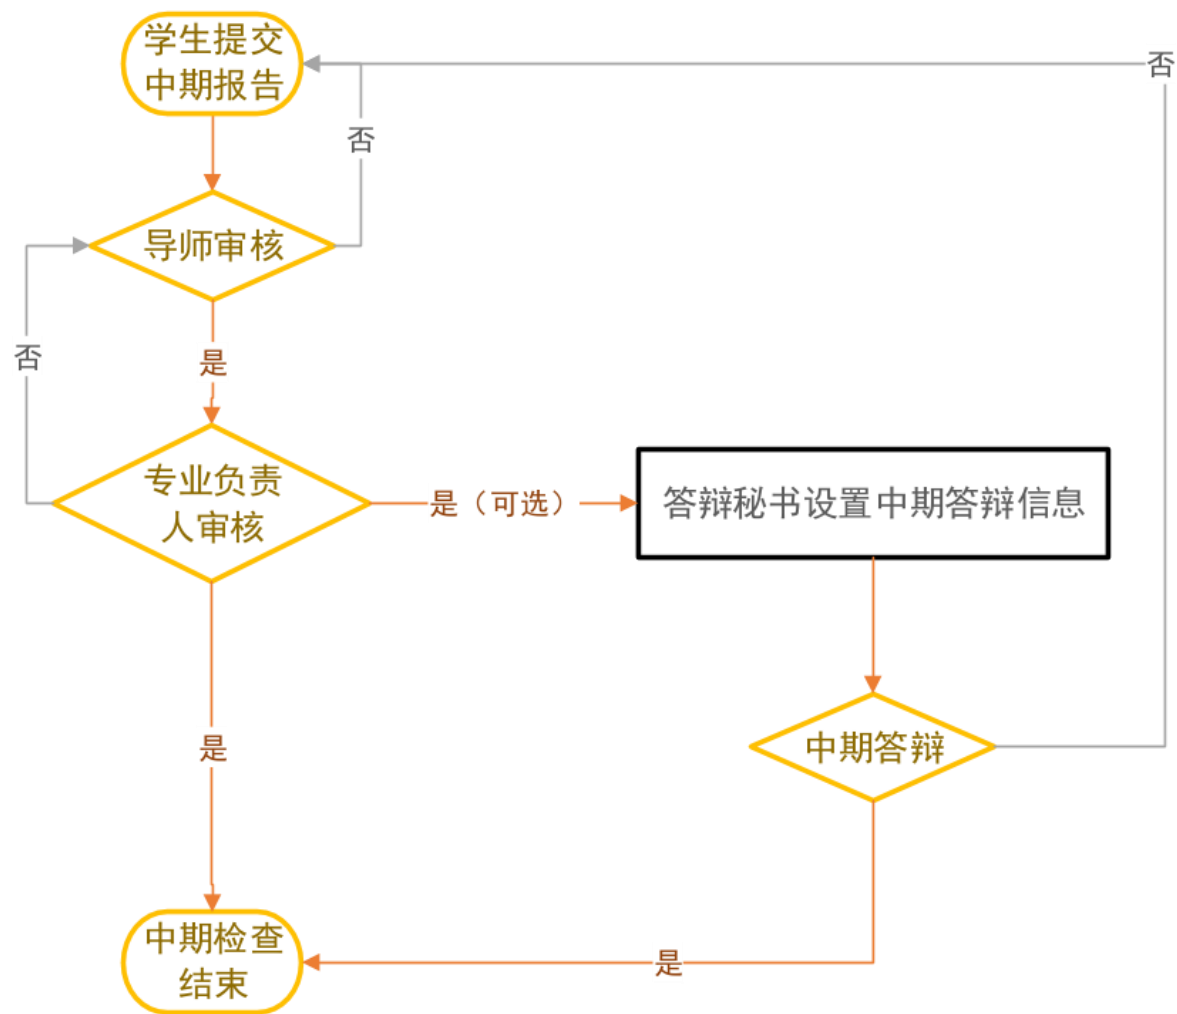 学生提交
中期报告
否
否
导师审核
否
是
专业负责
人审核
是（可选）
答辩秘书设置中期答辩信息
是
中期答辩
中期检查
结束
是